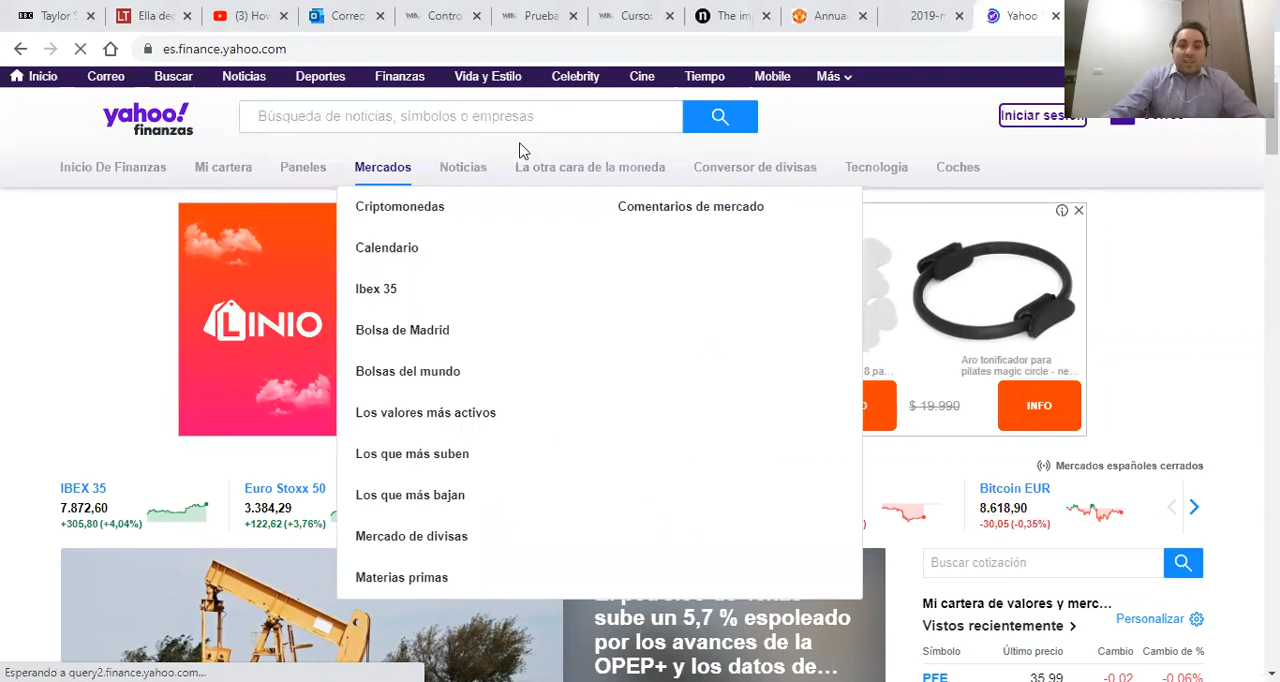 Taylor S
Ella dec
(3) How
Correo
Contro
Prueba
Curso:
The imp
Annua
2019-r
Yahoo
es.finance.yahoo.com
Inicio
Correo
Buscar
Noticias
Deportes
Finanzas
Vida y Estilo
Celebrity
Cine
Tiempo
Mobile
Más
yahoo!
finanzas
Búsqueda de noticias, símbolos o empresas
Iniciar sesión
Inicio De Finanzas
Mi cartera
Paneles
Mercados
Noticias
La otra cara de la moneda
Conversor de divisas
Tecnologia
Coches
Criptomonedas
Comentarios de mercado
Calendario
Ibex 35
Bolsa de Madrid
Bolsas del mundo
Los valores más activos
Los que más suben
Los que más bajan
Mercado de divisas
Materias primas
LINIO
8 pa...
Aro tonificador para
pilates magic circle - ne...
$ 19.990
INFO
Mercados españoles cerrados
IBEX 35
7.872,60
+305,80 (+4,04%)
Euro Stoxx 50
3.384,29
+122,62 (+3,76%)
Bitcoin EUR
8.618,90
-30,05 (-0,35%)
sube un 5,7 % espoleado
por los avances de la
OPEP+ y los datos de...
Buscar cotización
Mi cartera de valores y merc...
Vistos recientemente
Personalizar
Símbolo
Último precio
Cambio
Cambio de %
PFE
35,99
-0,02
-0,06%
Esperando a query2.finance.yahoo.com...